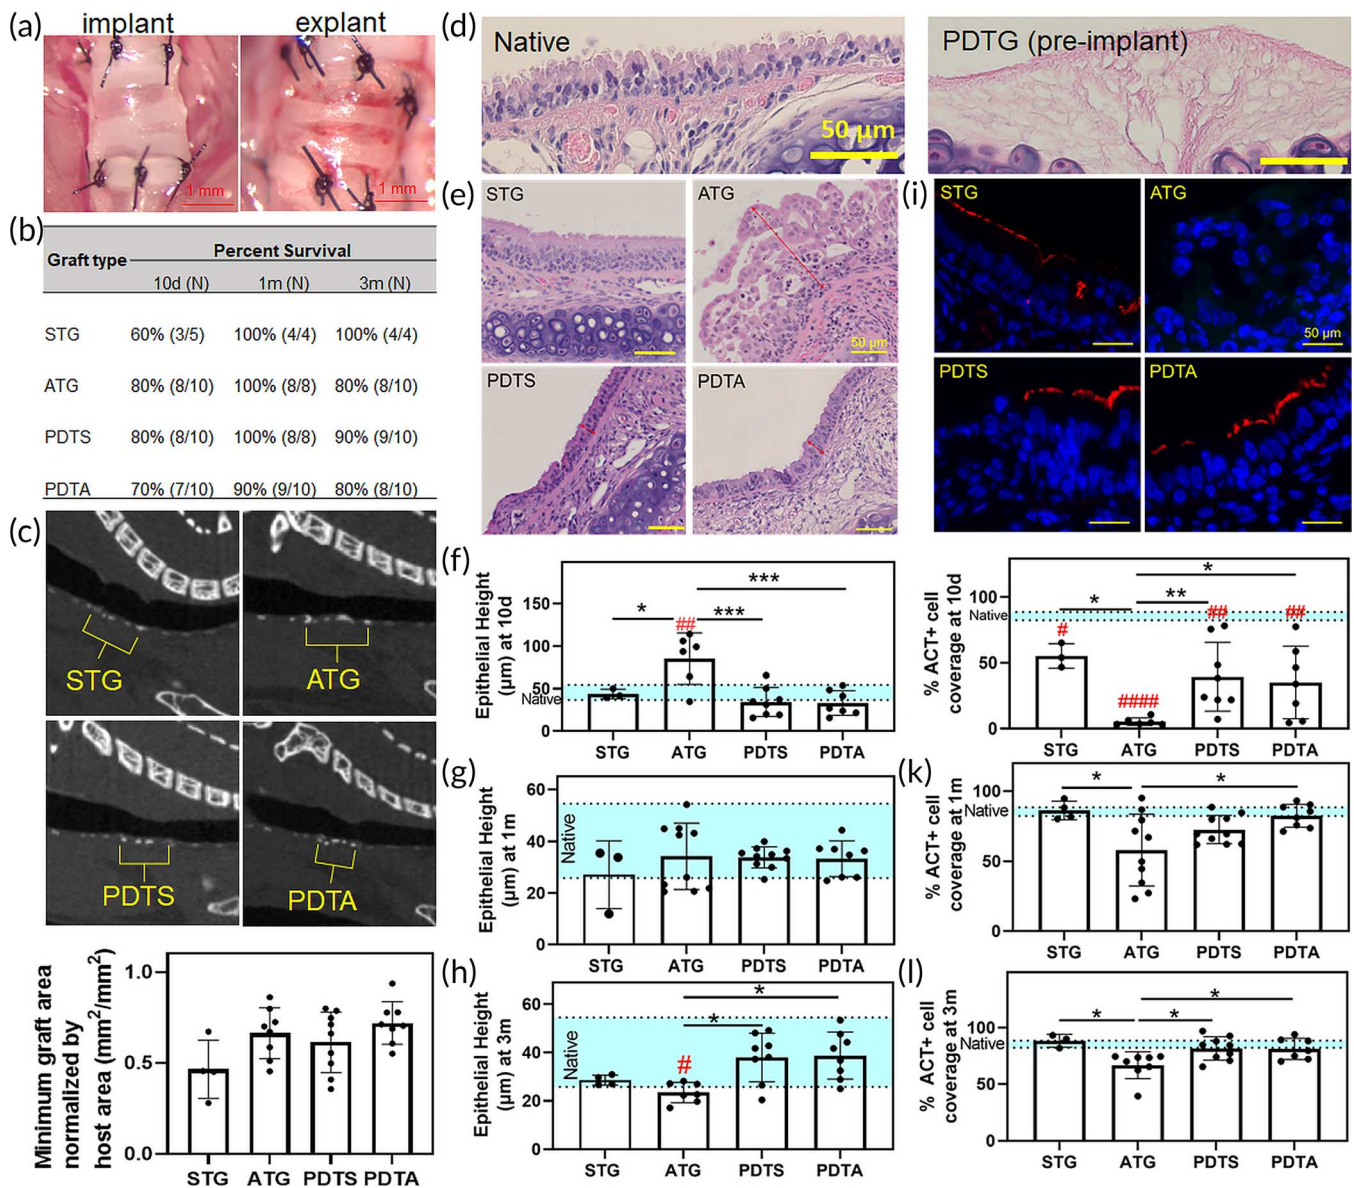 (a)
implant
explant
1 mm
1 mm
(b)
Graft type
Percent Survival
10d (N) 1m (N) 3m (N)
STG 60% (3/5) 100% (4/4) 100% (4/4)
ATG 80% (8/10) 100% (8/8) 80% (8/10)
PDTS 80% (8/10) 100% (8/8) 90% (9/10)
PDTA 70% (7/10) 90% (9/10) 80% (8/10)
(c)
STG
ATG
PDTS
PDTA
Minimum graft area
normalized by
host area (mm²/mm²)
1.0
0.5
0.0
STG ATG PDTS PDTA
(d)
Native
50 µm
PDTG (pre-implant)
(e)
STG
ATG
50 µm
PDTS
PDTA
(i)
STG
ATG
50 µm
PDTS
PDTA
(f)
Epithelial Height
(µm) at 10d
150
100
50
0
Native
* *** ***
##
STG ATG PDTS PDTA
% ACT+ cell
coverage at 10d
100
50
0
Native
* ** *
# #### ## ##
STG ATG PDTS PDTA
(g)
Epithelial Height
(µm) at 1m
60
40
20
0
Native
STG ATG PDTS PDTA
(k)
% ACT+ cell
coverage at 1m
100
50
0
Native
* *
STG ATG PDTS PDTA
(h)
Epithelial Height
(µm) at 3m
60
40
20
0
Native
* *
#
STG ATG PDTS PDTA
(l)
% ACT+ cell
coverage at 3m
100
50
0
Native
* * *
STG ATG PDTS PDTA